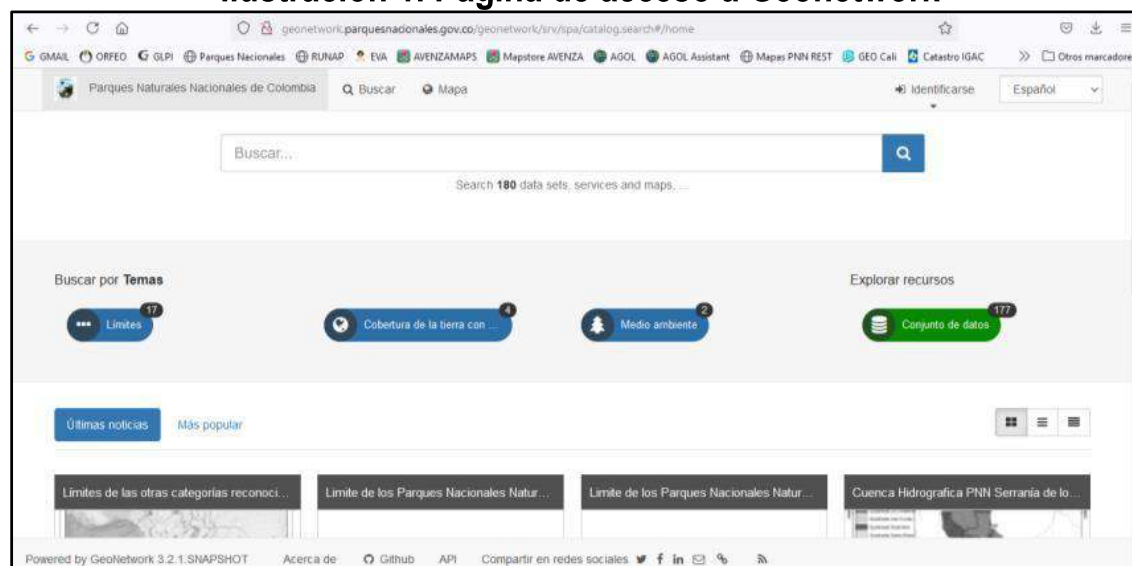 Ilustración 1. Página de acceso a Geonetwork
geonetwork.parquesnacionales.gov.co/geonetwork/srv/spa/catalog.search#/home
GMAIL ORFEO GLPI Parques Nacionales RUNAP EVA AVENZAMAPS Mapstore AVENZA AGOL AGOL Assistant Mapas PNN REST GEO Cali Catastro IGAC Otros marcadore
Parques Naturales Nacionales de Colombia Buscar Mapa Identificarse Español
Buscar...
Search 180 data sets, services and maps, ...
Buscar por Temas Explorar recursos
17 4 2 177
Límites Cobertura de la tierra con ... Medio ambiente Conjunto de datos
Últimas noticias Más popular
Límites de las otras categorías reconoci... Limite de los Parques Nacionales Natur... Limite de los Parques Nacionales Natur... Cuenca Hidrografica PNN Serranía de lo...
Powered by GeoNetwork 3.2.1.SNAPSHOT Acerca de Github API Compartir en redes sociales